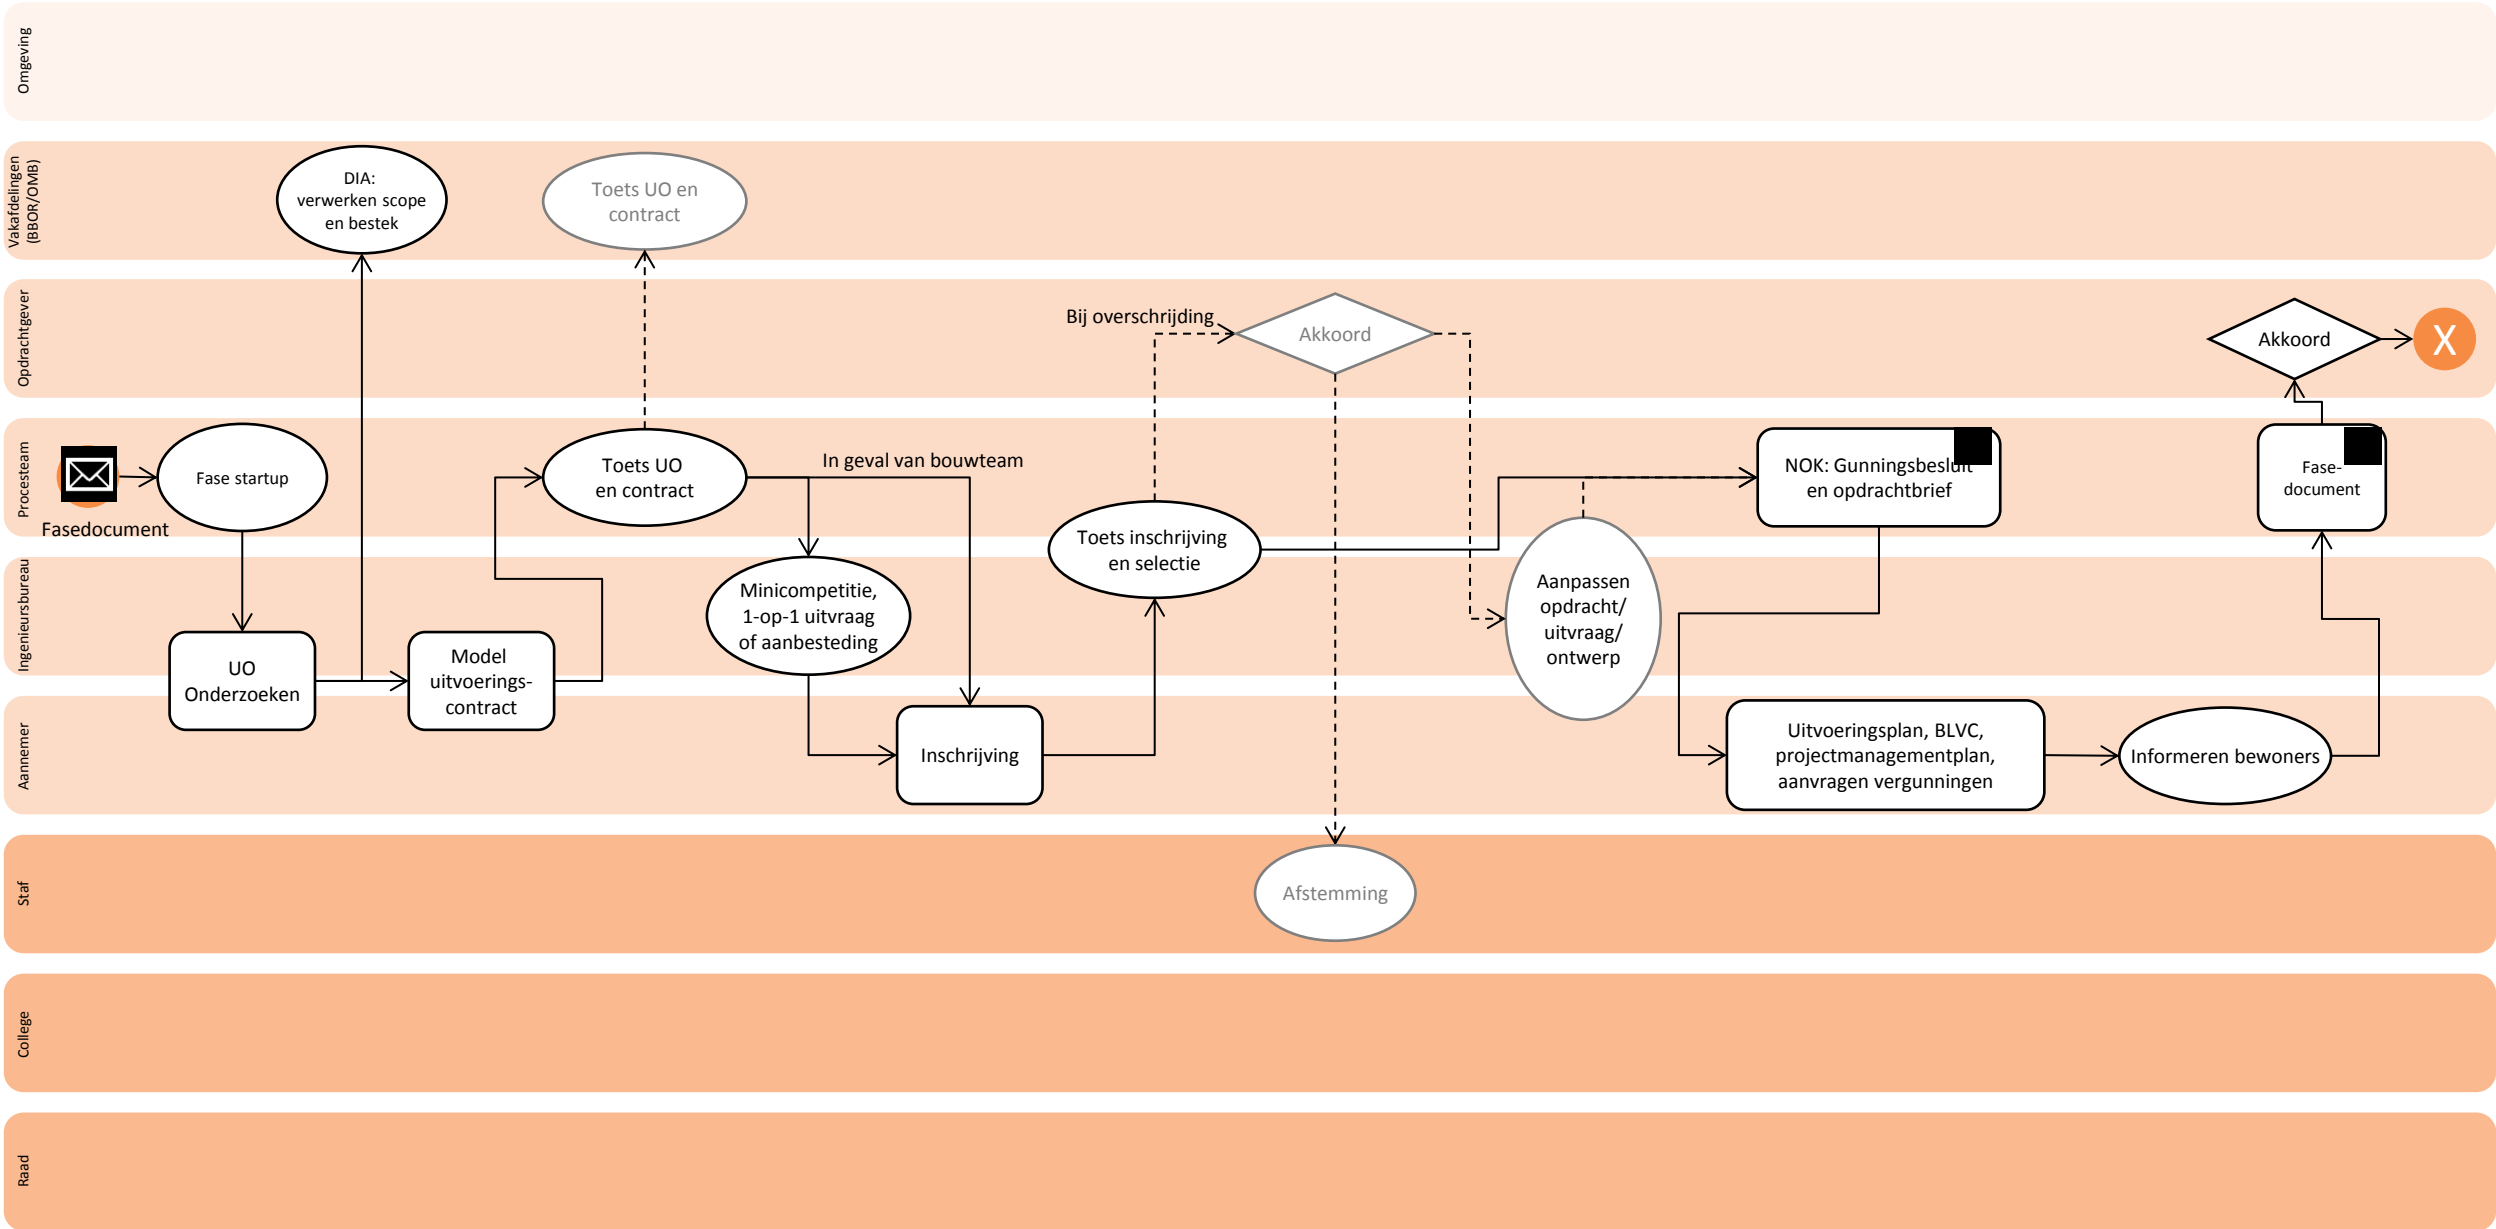 Omgeving
Vakafdelingen
(BBOR/OMB)
DIA:
verwerken scope
en bestek
Toets UO en
contract
Opdrachtgever
Bij overschrijding
Akkoord
Akkoord
X
Procesteam
Fasedocument
Fase startup
Toets UO
en contract
In geval van bouwteam
Toets inschrijving
en selectie
NOK: Gunningsbesluit
en opdrachtbrief
Fase-
document
Ingenieursbureau
UO
Onderzoeken
Model
uitvoerings-
contract
Minicompetitie,
1-op-1 uitvraag
of aanbesteding
Aanpassen
opdracht/
uitvraag/
ontwerp
Aannemer
Inschrijving
Uitvoeringsplan, BLVC,
projectmanagementplan,
aanvragen vergunningen
Informeren bewoners
Staf
Afstemming
College
Raad